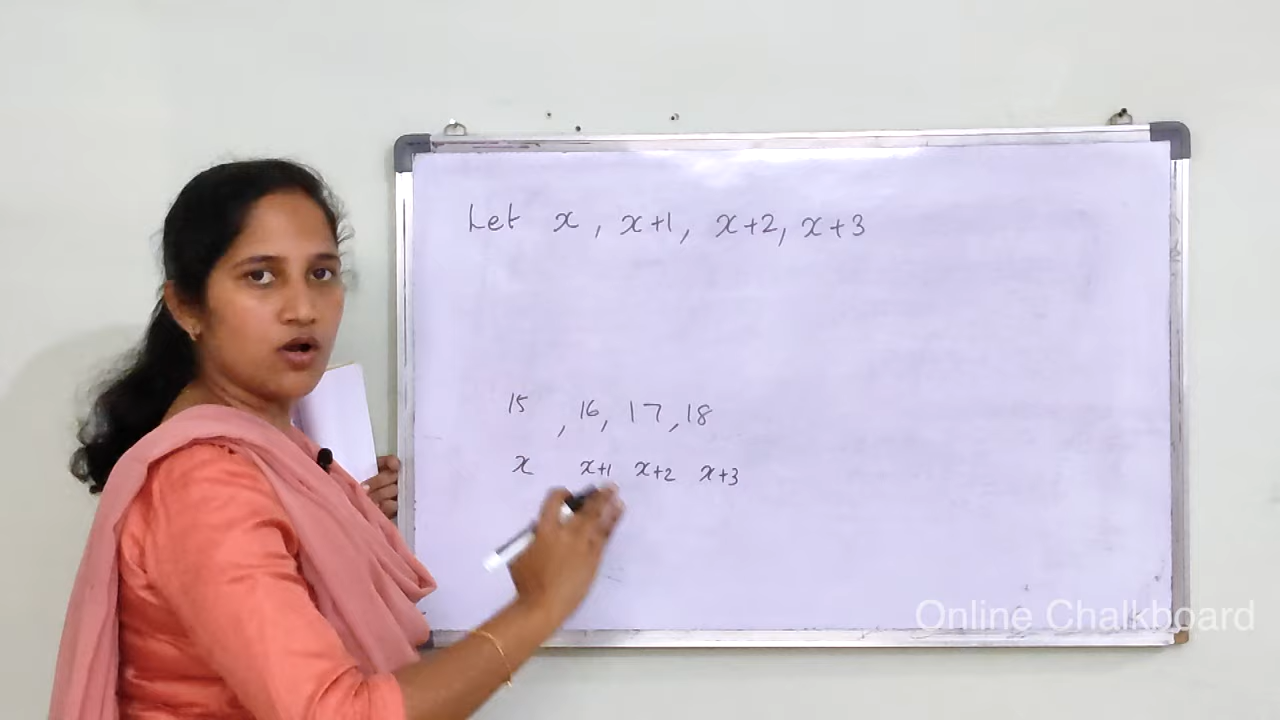 Let x, x+1, x+2, x+3
15, 16, 17, 18
x x+1 x+2 x+3
Online Chalkboard